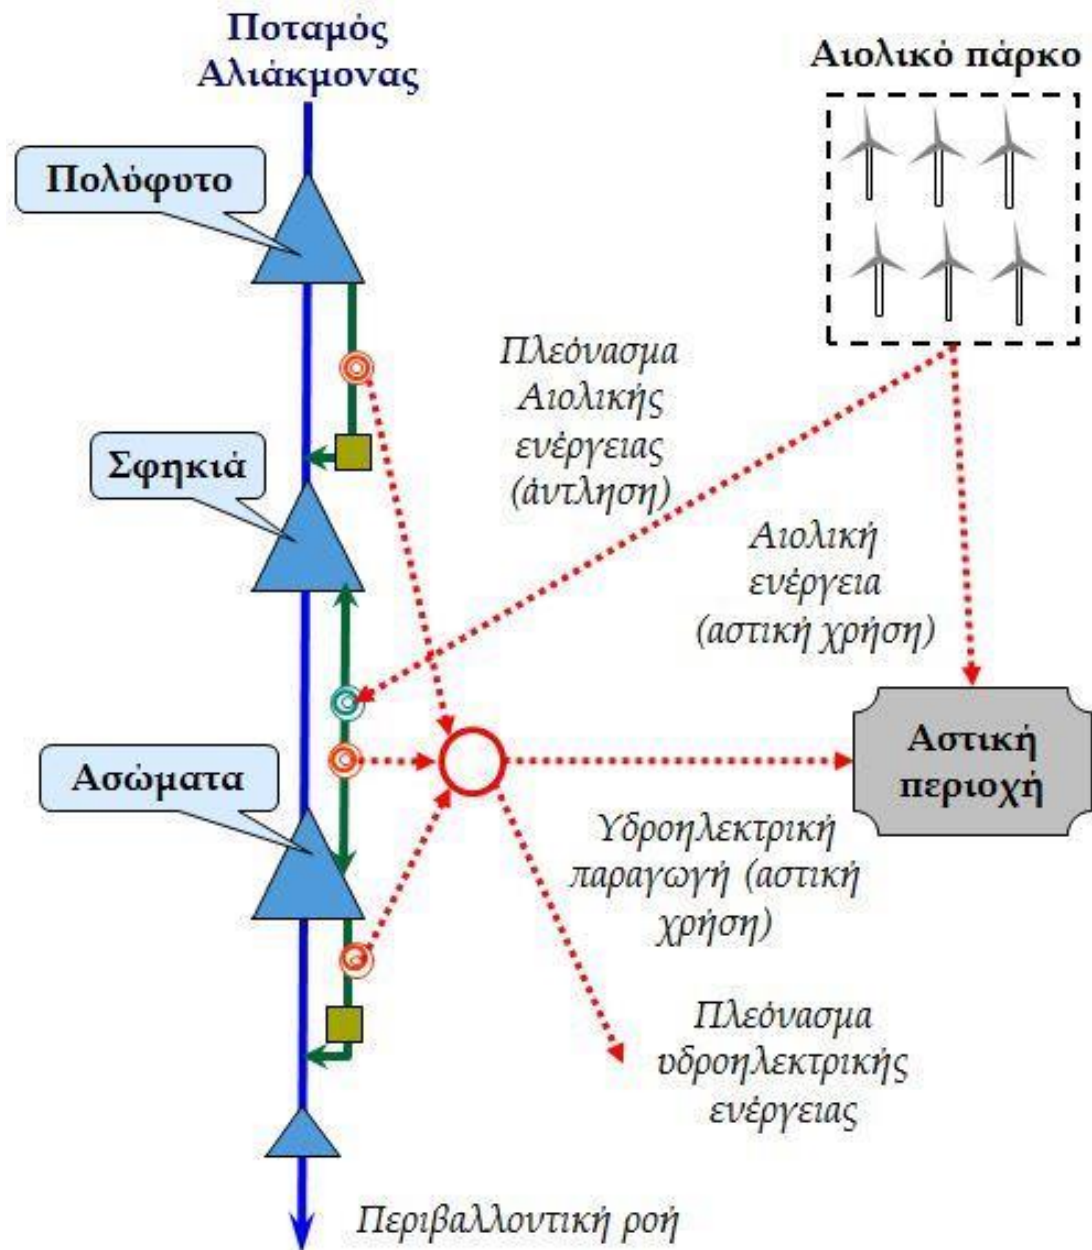 Ποταμός
Αλιάκμονας
Αιολικό πάρκο
Πολύφυτο
Πλεόνασμα
Αιολικής
ενέργειας
(άντληση)
Σφηκιά
Αιολική
ενέργεια
(αστική χρήση)
Ασώματα
Αστική
περιοχή
Υδροηλεκτρική
παραγωγή (αστική
χρήση)
Πλεόνασμα
υδροηλεκτρικής
ενέργειας
Περιβαλλοντική ροή